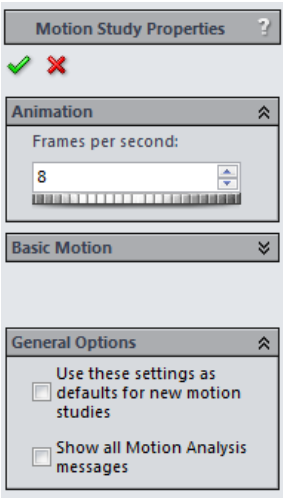 Motion Study Properties ?
Animation
Frames per second:
8
Basic Motion
General Options
Use these settings as
defaults for new motion
studies
Show all Motion Analysis
messages